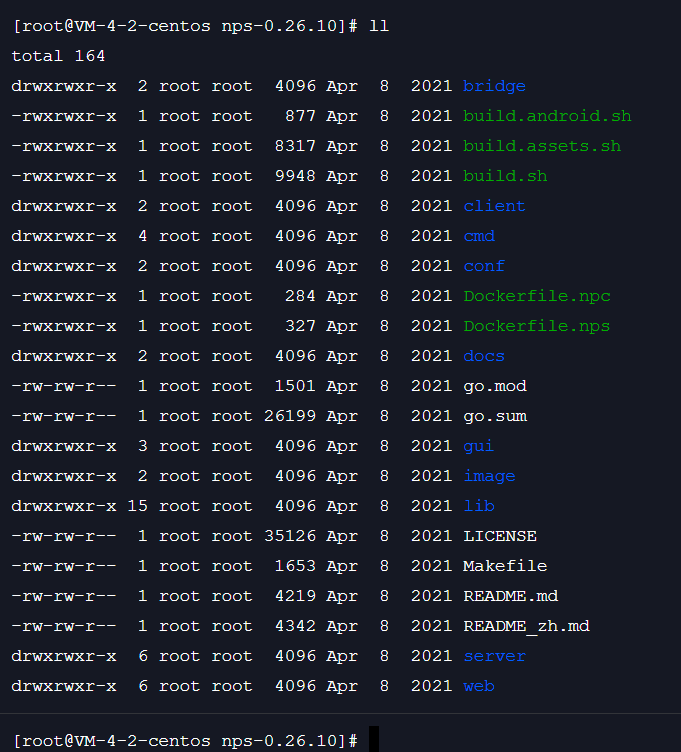 [root@VM-4-2-centos nps-0.26.10]# ll
total 164
drwxrwxr-x  2 root root  4096 Apr  8  2021 bridge
-rwxrwxr-x  1 root root   877 Apr  8  2021 build.android.sh
-rwxrwxr-x  1 root root  8317 Apr  8  2021 build.assets.sh
-rwxrwxr-x  1 root root  9948 Apr  8  2021 build.sh
drwxrwxr-x  2 root root  4096 Apr  8  2021 client
drwxrwxr-x  4 root root  4096 Apr  8  2021 cmd
drwxrwxr-x  2 root root  4096 Apr  8  2021 conf
-rwxrwxr-x  1 root root   284 Apr  8  2021 Dockerfile.npc
-rwxrwxr-x  1 root root   327 Apr  8  2021 Dockerfile.nps
drwxrwxr-x  2 root root  4096 Apr  8  2021 docs
-rw-rw-r--  1 root root  1501 Apr  8  2021 go.mod
-rw-rw-r--  1 root root 26199 Apr  8  2021 go.sum
drwxrwxr-x  3 root root  4096 Apr  8  2021 gui
drwxrwxr-x  2 root root  4096 Apr  8  2021 image
drwxrwxr-x 15 root root  4096 Apr  8  2021 lib
-rw-rw-r--  1 root root 35126 Apr  8  2021 LICENSE
-rw-rw-r--  1 root root  1653 Apr  8  2021 Makefile
-rw-rw-r--  1 root root  4219 Apr  8  2021 README.md
-rw-rw-r--  1 root root  4342 Apr  8  2021 README_zh.md
drwxrwxr-x  6 root root  4096 Apr  8  2021 server
drwxrwxr-x  6 root root  4096 Apr  8  2021 web
[root@VM-4-2-centos nps-0.26.10]#